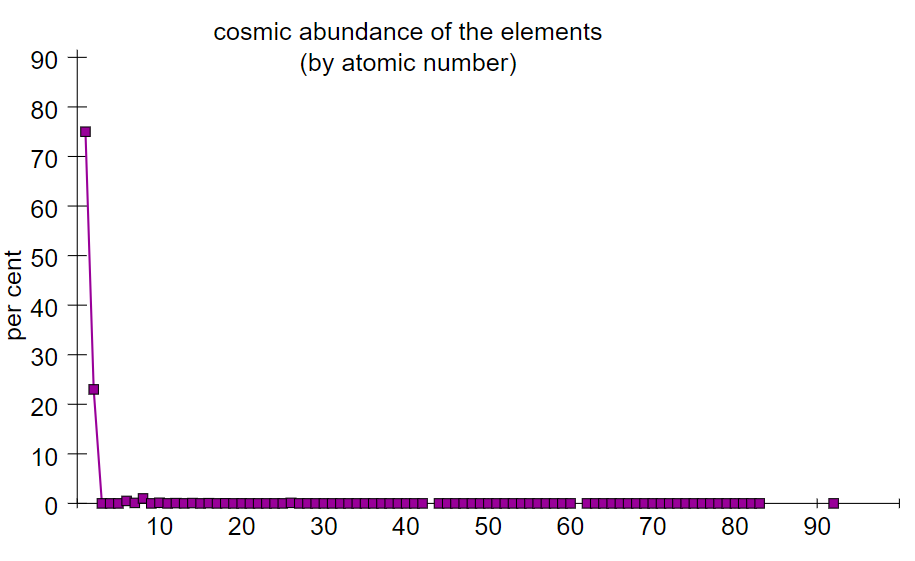 cosmic abundance of the elements
(by atomic number)
90
80
70
60
50
40
30
20
10
0
per cent
10 20 30 40 50 60 70 80 90